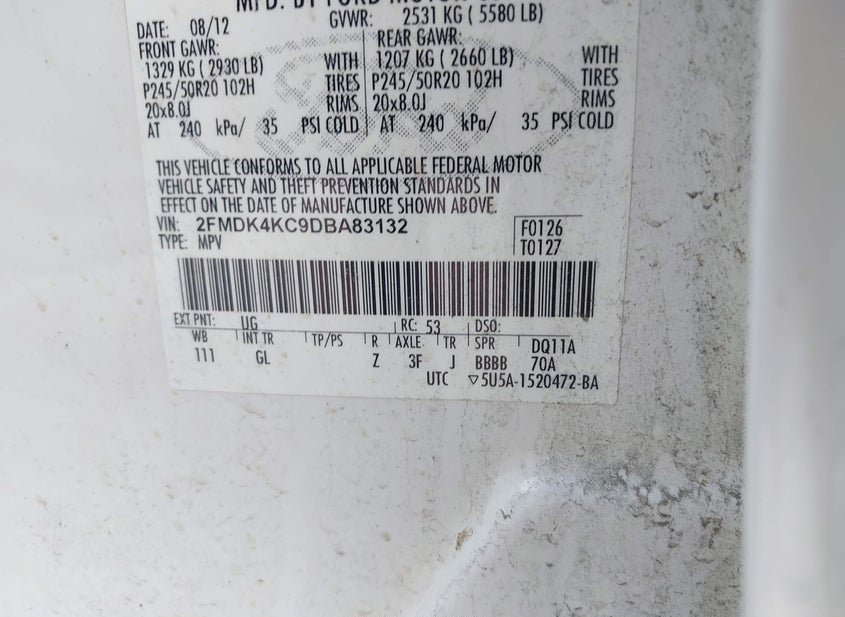 MFD. BY FORD MOTOR
DATE: 08/12 GVWR: 2531 KG ( 5580 LB)
FRONT GAWR: REAR GAWR:
1329 KG ( 2930 LB) WITH 1207 KG ( 2660 LB) WITH
P245/50R20 102H TIRES P245/50R20 102H TIRES
20x8.0J RIMS 20x8.0J RIMS
AT 240 kPa/ 35 PSI COLD AT 240 kPa/ 35 PSI COLD
THIS VEHICLE CONFORMS TO ALL APPLICABLE FEDERAL MOTOR
VEHICLE SAFETY AND THEFT PREVENTION STANDARDS IN
EFFECT ON THE DATE OF MANUFACTURE SHOWN ABOVE.
VIN: 2FMDK4KC9DBA83132 F0126
TYPE: MPV T0127
EXT PNT: UG RC: 53 DSO:
WB INT TR TP/PS R AXLE TR SPR DQ11A
111 GL Z 3F J BBBB 70A
UTC ▽5U5A-1520472-BA